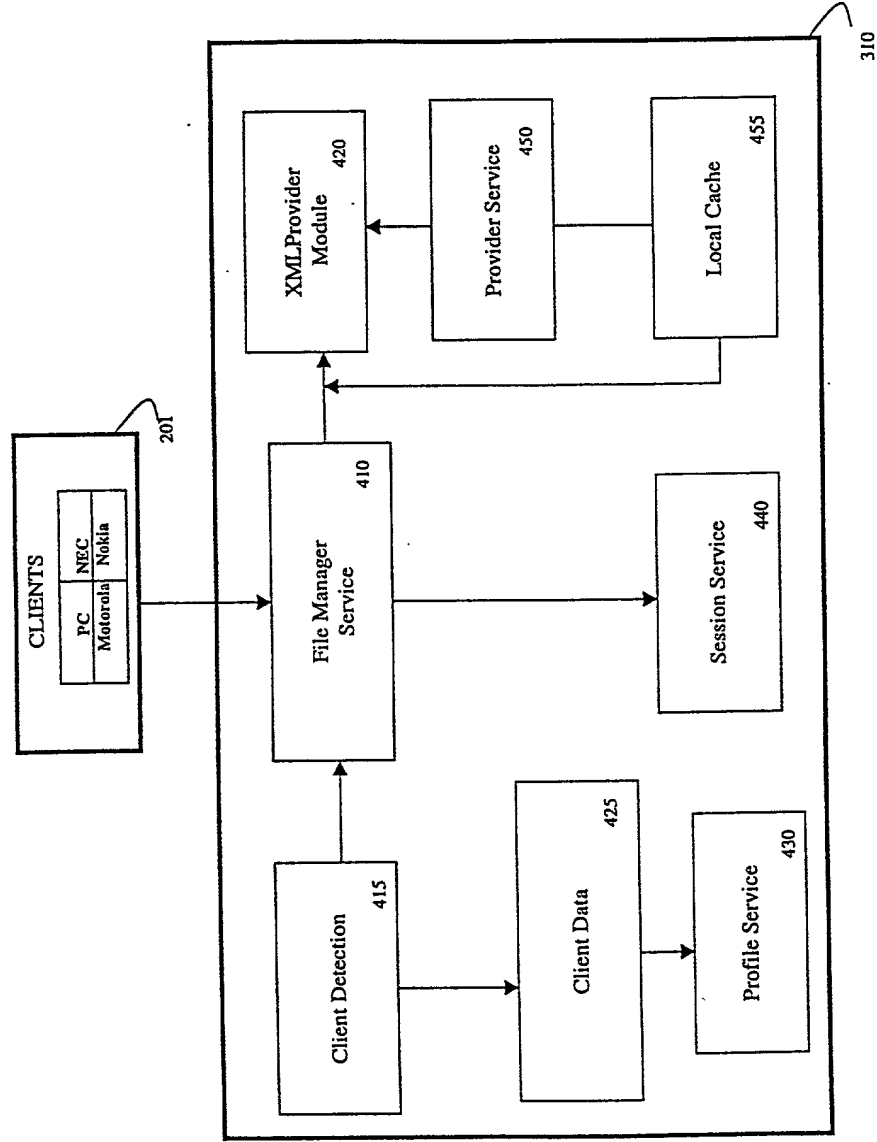 CLIENTS
PC NEC
Motorola Nokia
201
Client Detection
415
File Manager
Service
410
XMLProvider
Module
420
Client Data
425
Provider Service
450
Profile Service
430
Session Service
440
Local Cache
455
310